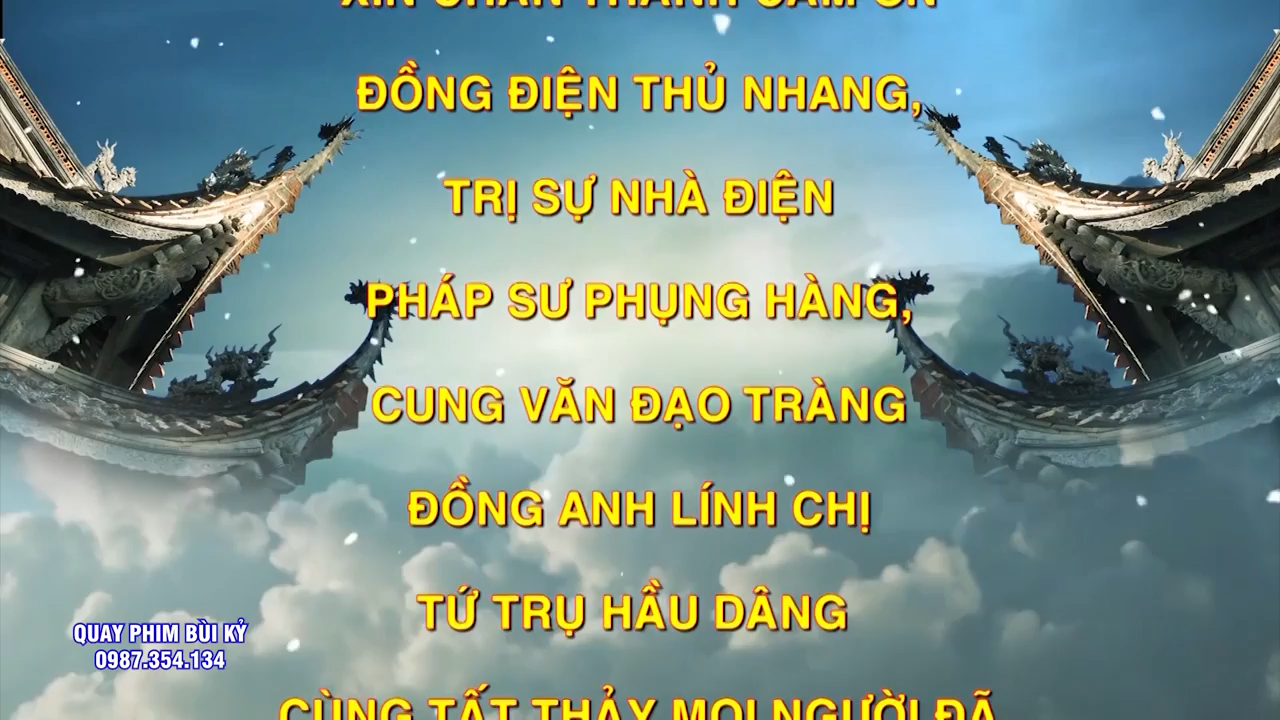 XIN CHÂN THÀNH CẢM ƠN
ĐỒNG ĐIỆN THỦ NHANG,
TRỊ SỰ NHÀ ĐIỆN
PHÁP SƯ PHỤNG HÀNG,
CUNG VĂN ĐẠO TRÀNG
ĐỒNG ANH LÍNH CHỊ
TỨ TRỤ HẦU DÂNG
CÙNG TẤT THẢY MỌI NGƯỜI ĐÃ
QUAY PHIM BÙI KỶ
0987.354.134